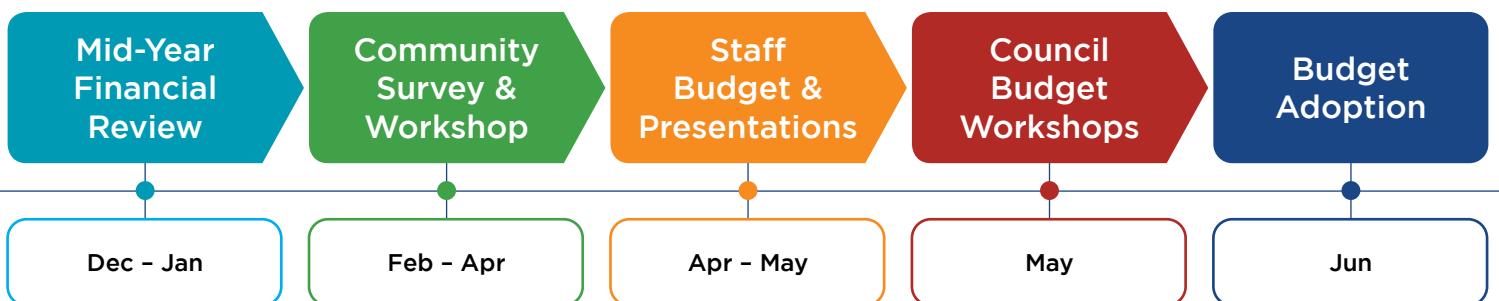 Mid-Year
Financial
Review
Community
Survey &
Workshop
Staff
Budget &
Presentations
Council
Budget
Workshops
Budget
Adoption
Dec – Jan
Feb – Apr
Apr – May
May
Jun